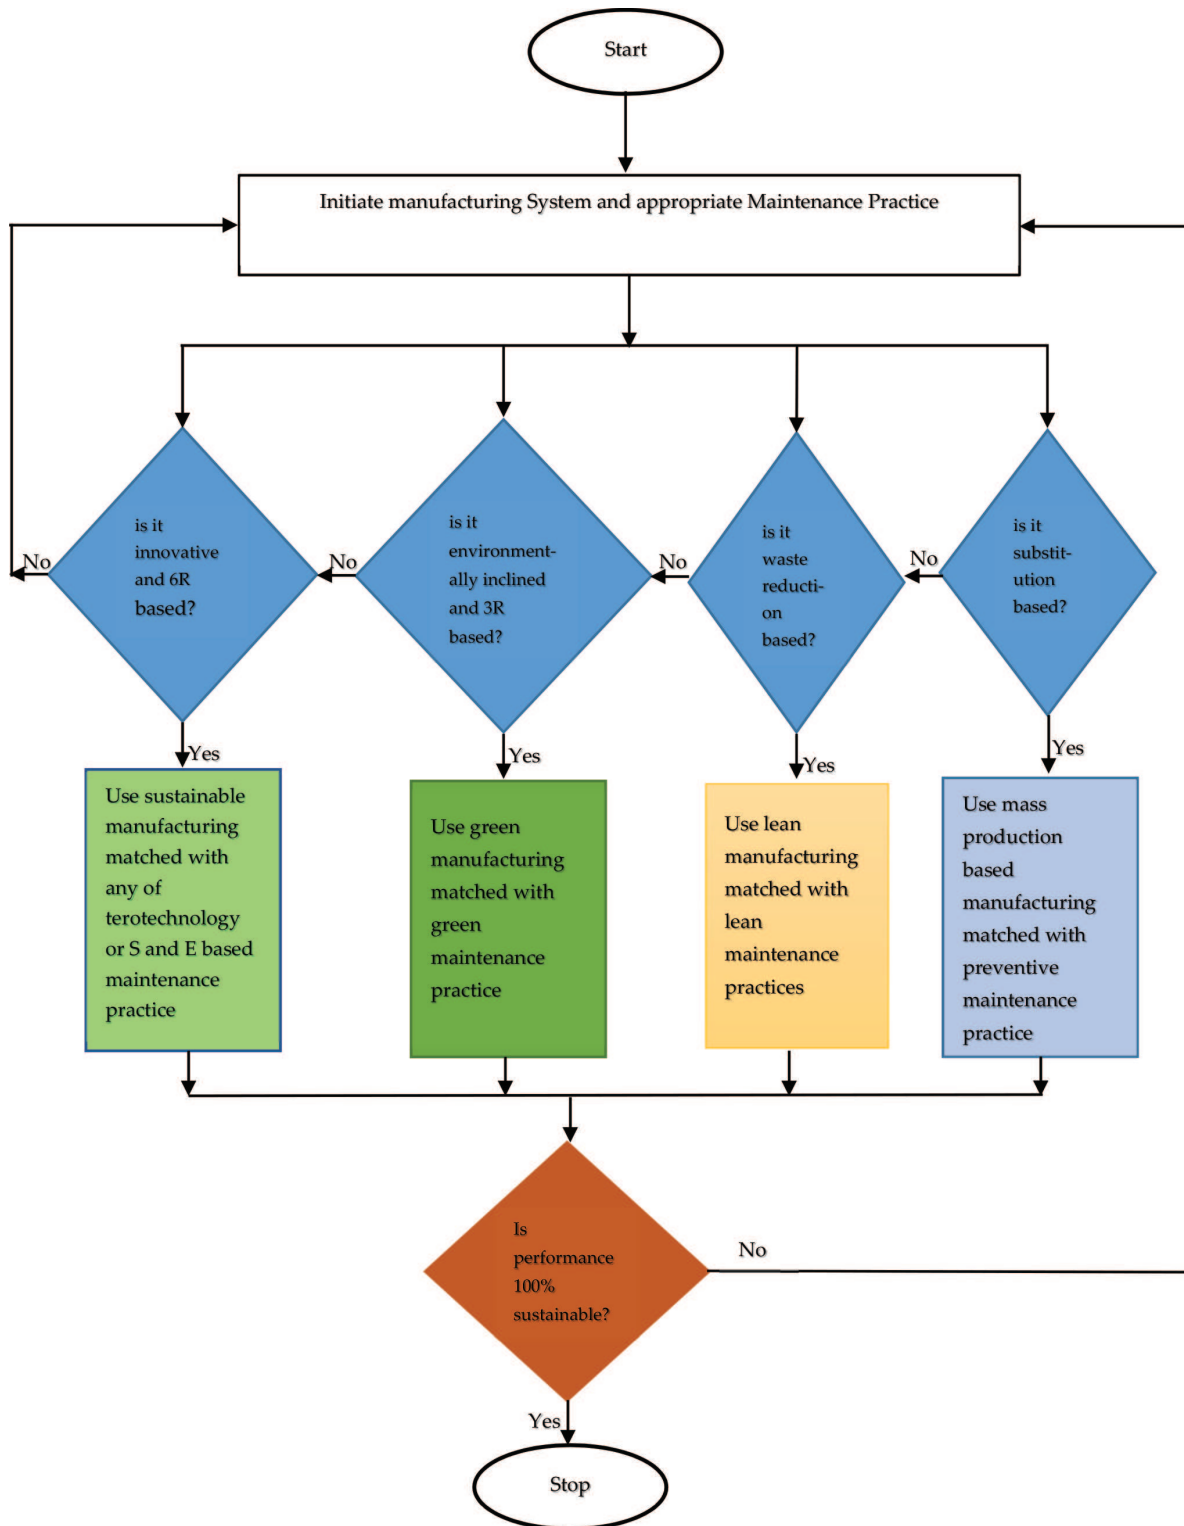 Start
Initiate manufacturing System and appropriate Maintenance Practice
No
is it
innovative
and 6R
based?
No
is it
environment-
ally inclined
and 3R
based?
No
is it
waste
reducti-
on
based?
No
is it
substit-
ution
based?
Yes
Yes
Yes
Yes
Use sustainable
manufacturing
matched with
any of
terotechnology
or S and E based
maintenance
practice
Use green
manufacturing
matched with
green
maintenance
practice
Use lean
manufacturing
matched with
lean
maintenance
practices
Use mass
production
based
manufacturing
matched with
preventive
maintenance
practice
Is
performance
100%
sustainable?
No
Yes
Stop